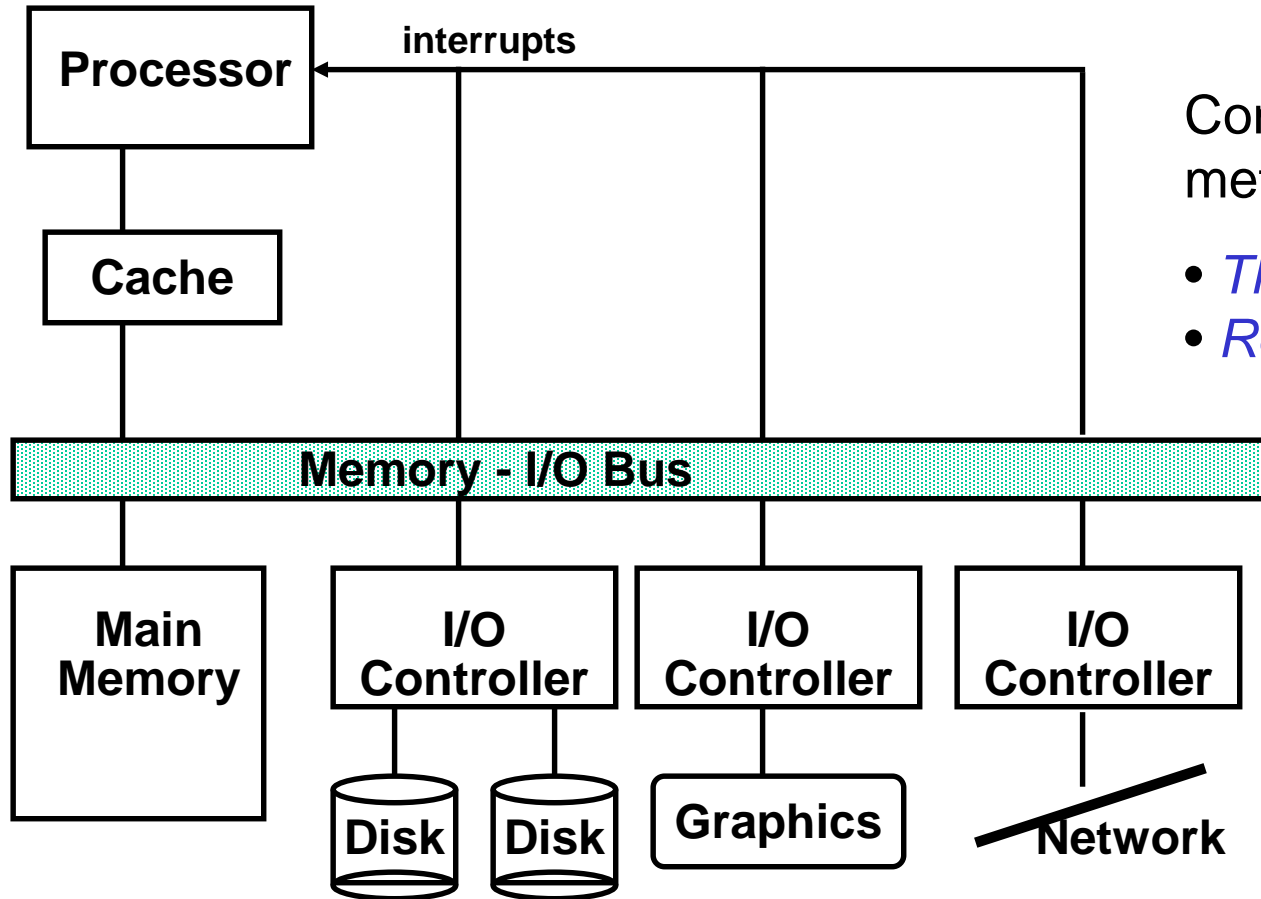 interrupts
Processor
Cache
Memory - I/O Bus
Main
Memory
I/O
Controller
I/O
Controller
I/O
Controller
Disk
Disk
Graphics
Network